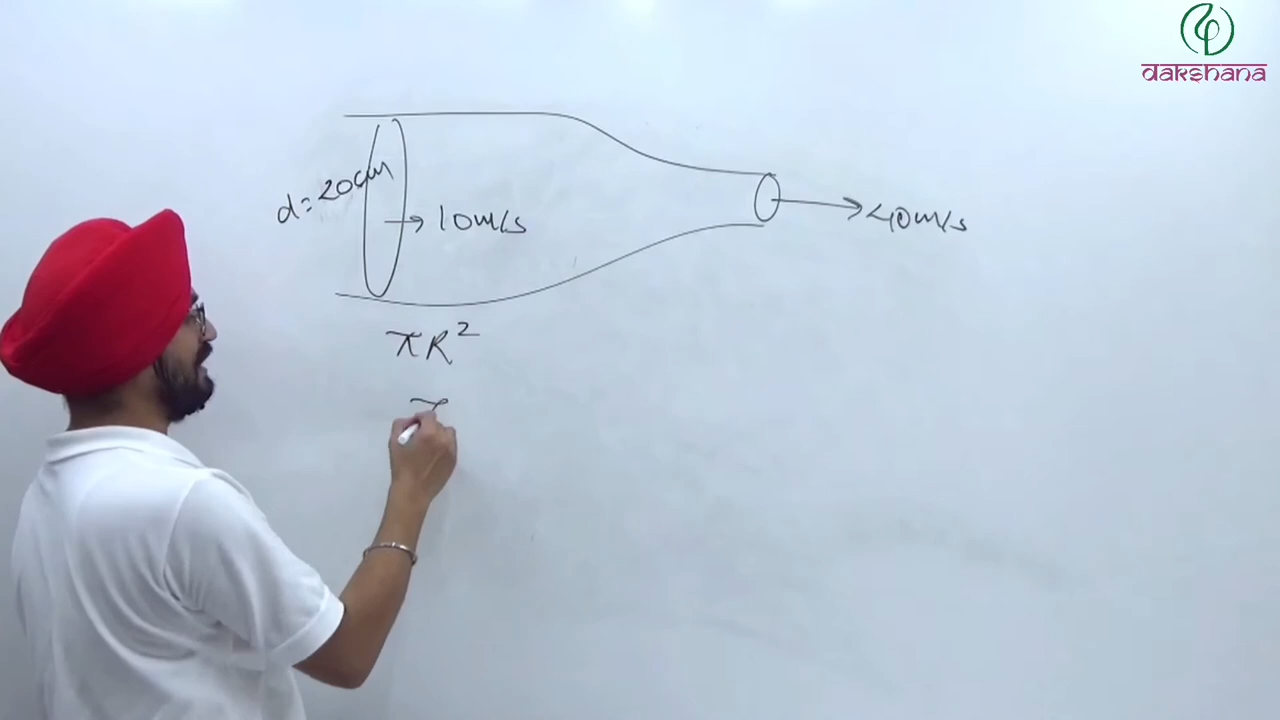 dakshana
d = 20cm
→ 10m/s
→ 40m/s
πR²